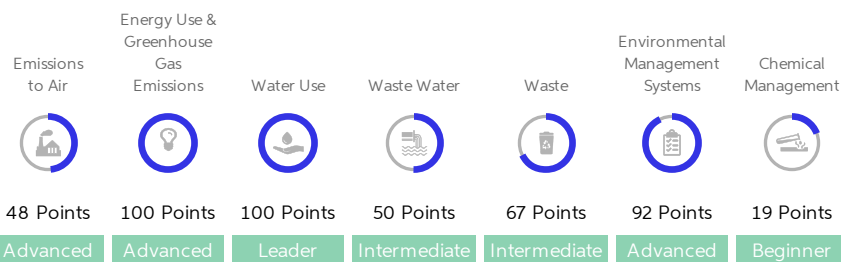 Emissions
to Air
Energy Use &
Greenhouse
Gas
Emissions
Water Use
Waste Water
Waste
Environmental
Management
Systems
Chemical
Management
48 Points
100 Points
100 Points
50 Points
67 Points
92 Points
19 Points
Advanced
Advanced
Leader
Intermediate
Intermediate
Advanced
Beginner